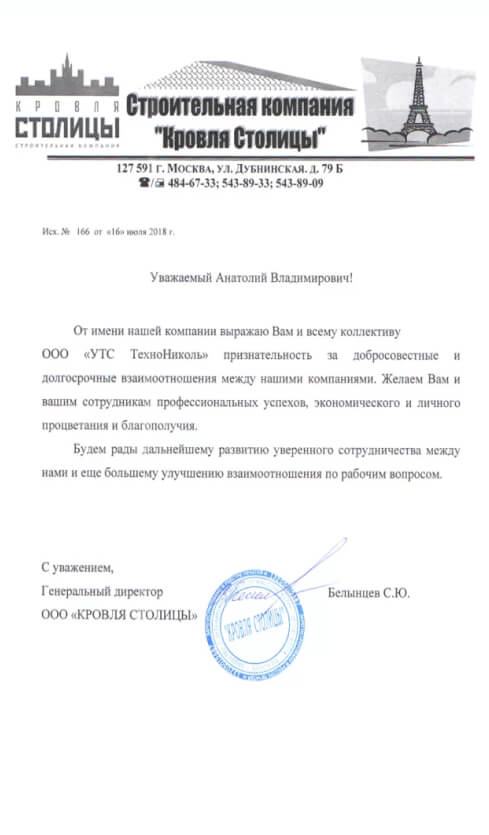 КРОВЛЯ
СТОЛИЦЫ
СТРОИТЕЛЬНАЯ КОМПАНИЯ
Строительная компания
"Кровля Столицы"
127 591 г. Москва, ул. Дубнинская. д. 79 Б
☎/📠 484-67-33; 543-89-33; 543-89-09
Исх. № 166 от «16» июля 2018 г.
Уважаемый Анатолий Владимирович!
От имени нашей компании выражаю Вам и всему коллективу
ООО «УТС ТехноНиколь» признательность за добросовестные и
долгосрочные взаимоотношения между нашими компаниями. Желаем Вам и
вашим сотрудникам профессиональных успехов, экономического и личного
процветания и благополучия.
Будем рады дальнейшему развитию уверенного сотрудничества между
нами и еще большему улучшению взаимоотношения по рабочим вопросом.
С уважением,
Генеральный директор Белынцев С.Ю.
ООО «КРОВЛЯ СТОЛИЦЫ»
"КРОВЛЯ СТОЛИЦЫ"